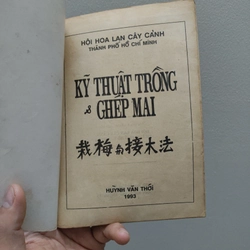 HỘI HOA LAN CÂY CẢNH
THÀNH PHỐ HỒ CHÍ MINH
KỸ THUẬT TRỒNG
& GHÉP MAI
栽梅與接木法
HUỲNH VĂN THỚI
1993